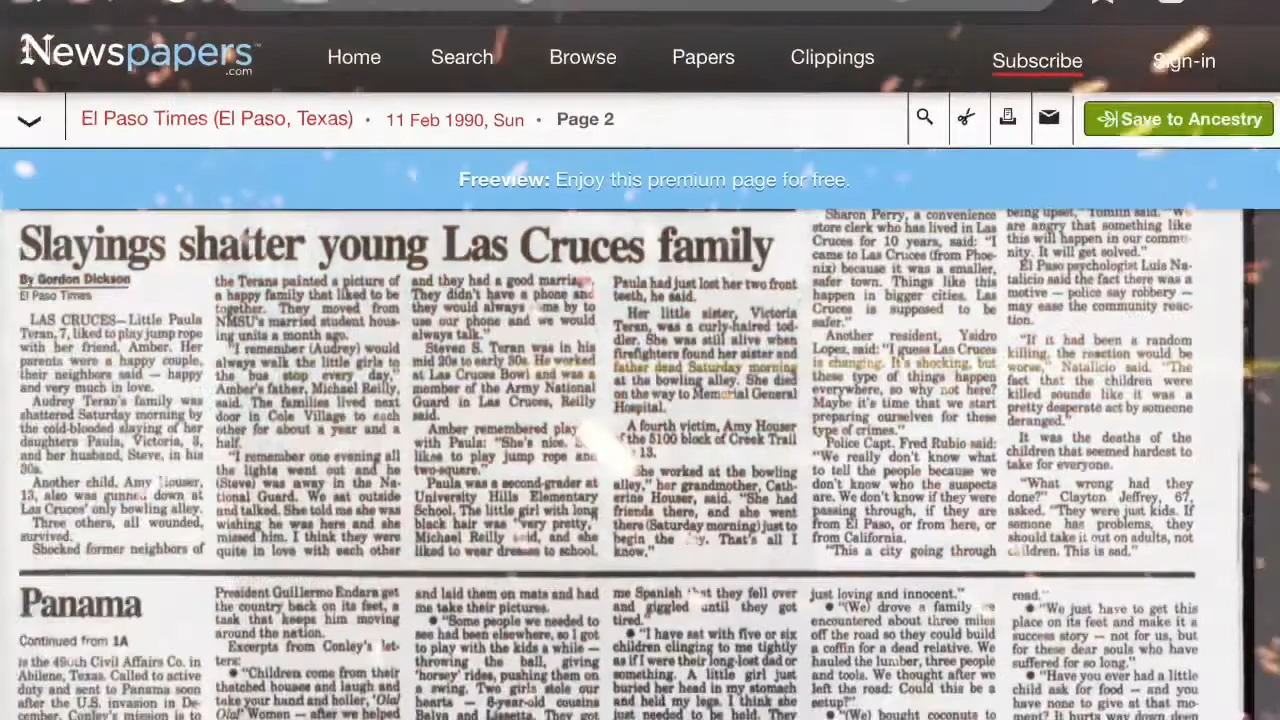 Newspapers™
.com
Home
Search
Browse
Papers
Clippings
Subscribe
Sign-in
El Paso Times (El Paso, Texas) · 11 Feb 1990, Sun · Page 2
Save to Ancestry
Freeview: Enjoy this premium page for free.
Slayings shatter young Las Cruces family
By Gordon Dickson
El Paso Times
LAS CRUCES—Little Paula
Teran, 7, liked to play jump rope
with her friend, Amber. Her
parents were a happy couple,
their neighbors said — happy
and very much in love.
Audrey Teran's family was
shattered Saturday morning by
the cold-blooded slaying of her
daughters Paula, Victoria, 3,
and her husband, Steve, in his
30s.
Another child, Amy Houser,
13, also was gunned down at
Las Cruces' only bowling alley.
Three others, all wounded,
survived.
Shocked former neighbors of
the Terans painted a picture of
a happy family that liked to be
together. They moved from
NMSU's married student hous-
ing units a month ago.
"I remember (Audrey) would
always walk the little girls to
the bus stop every day,"
Amber's father, Michael Reilly,
said. The families lived next
door in Cole Village to each
other for about a year and a
half.
"I remember one evening all
the lights went out and he
(Steve) was away in the Na-
tional Guard. We sat outside
and talked. She told me she was
wishing he was here and she
missed him. I think they were
quite in love with each other
and they had a good marriage.
They didn't have a phone and
they would always come by to
use our phone and we would
always talk."
Steven S. Teran was in his
mid 20s to early 30s. He worked
at Las Cruces Bowl and was a
member of the Army National
Guard in Las Cruces, Reilly
said.
Amber remembered play
with Paula: "She's nice.
likes to play jump rope and
two-square."
Paula was a second-grader at
University Hills Elementary
School. The little girl with long
black hair was "very pretty,"
Michael Reilly said, and she
liked to wear dresses to school.
Paula had just lost her two front
teeth, he said.
Her little sister, Victoria
Teran, was a curly-haired tod-
dler. She was still alive when
firefighters found her sister and
father dead Saturday morning
at the bowling alley. She died
on the way to Memorial General
Hospital.
A fourth victim, Amy Houser
of the 5100 block of Creek Trail
13.
"She worked at the bowling
alley," her grandmother, Cath-
erine Houser, said. "She had
friends there, and she went
there (Saturday morning) just to
begin the day. That's all I
know."
Sharon Perry, a convenience
store clerk who has lived in Las
Cruces for 10 years, said: "I
came to Las Cruces (from Phoe-
nix) because it was a smaller,
safer town. Things like this
happen in bigger cities. Las
Cruces is supposed to be
safer."
Another resident, Ysidro
Lopez, said: "I guess Las Cruces
is changing. It's shocking, but
these type of things happen
everywhere, so why not here?
Maybe it's time that we start
preparing ourselves for these
type of crimes."
Police Capt. Fred Rubio said:
"We really don't know what
to tell the people because we
don't know who the suspects
are. We don't know if they were
passing through, if they were
from El Paso, or from here, or
from California.
"This a city going through
being upset," Tomlin said. "We
are angry that something like
this will happen in our commu-
nity. It will get solved."
El Paso psychologist Luis Na-
talicio said the fact there was a
motive — police say robbery —
may ease the community reac-
tion.
"If it had been a random
killing, the reaction would be
worse," Natalicio said. "The
fact that the children were
killed sounds like it was a
pretty desperate act by someone
deranged."
It was the deaths of the
children that seemed hardest to
take for everyone.
"What wrong had they
done?" Clayton Jeffrey, 67,
asked. "They were just kids. If
somone has problems, they
should take it out on adults, not
children. This is sad."
Panama
Continued from 1A
is the 490th Civil Affairs Co. in
Abilene, Texas. Called to active
duty and sent to Panama soon
after the U.S. invasion in De-
cember, Conley's mission is to
President Guillermo Endara get
the country back on its feet, a
task that keeps him moving
around the nation.
Excerpts from Conley's let-
ters:
● "Children come from their
thatched houses and laugh and
take your hand and holler, 'Ola!
Ola!' Women — after we helped
and laid them on mats and had
me take their pictures.
● "Some people we needed to
see had been elsewhere, so I got
to play with the kids a while —
throwing the ball, giving
'horsey' rides, pushing them on
a swing. Two girls stole our
hearts — 6-year-old cousins
Balva and Lissetta. They got
me Spanish that they fell over
and giggled until they got
tired."
● "I have sat with five or six
children clinging to me tightly
as if I were their long-lost dad or
something. A little girl just
buried her head in my stomach
and held my legs. I think she
just needed to be held. They
just loving and innocent."
● "(We) drove a family we
encountered about three miles
off the road so they could build
a coffin for a dead relative. We
hauled the lumber, three people
and tools. We thought after we
left the road: Could this be a
setup?"
● "(We) bought coconuts to
road."
● "We just have to get this
place on its feet and make it a
success story — not for us, but
for these dear souls who have
suffered for so long."
● "Have you ever had a little
child ask for food — and you
have none to give at that mo-
ment? It hurts way down deep